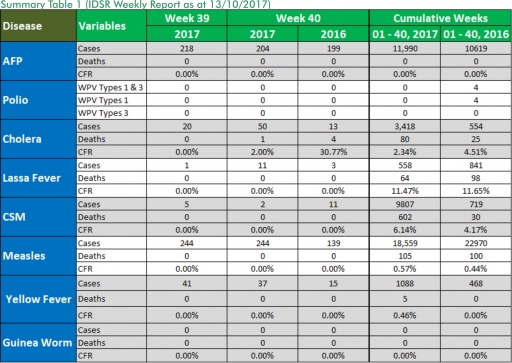 Summary Table 1 (IDSR Weekly Report as at 13/10/2017)
Disease Variables Week 39 Week 40 Cumulative Weeks
2017 2017 2016 01 - 40, 2017 01 - 40, 2016
AFP
Cases 218 204 199 11,990 10619
Deaths 0 0 0 0 0
CFR 0.00% 0.00% 0.00% 0.00% 0.00%
Polio
WPV Types 1 & 3 0 0 0 0 4
WPV Types 1 0 0 0 0 4
WPV Types 3 0 0 0 0 0
Cholera
Cases 20 50 13 3,418 554
Deaths 0 1 4 80 25
CFR 0.00% 2.00% 30.77% 2.34% 4.51%
Lassa Fever
Cases 1 11 3 558 841
Deaths 0 0 0 64 98
CFR 0.00% 0.00% 0.00% 11.47% 11.65%
CSM
Cases 5 2 11 9807 719
Deaths 0 0 0 602 30
CFR 0.00% 0.00% 0.00% 6.14% 4.17%
Measles
Cases 244 244 139 18,559 22970
Deaths 0 0 0 105 100
CFR 0.00% 0.00% 0.00% 0.57% 0.44%
Yellow Fever
Cases 41 37 15 1088 468
Deaths 0 0 0 5 0
CFR 0.00% 0.00% 0.00% 0.46% 0.00%
Guinea Worm
Cases 0 0 0 0 0
Deaths 0 0 0 0 0
CFR 0.00% 0.00% 0.00% 0.00% 0.00%